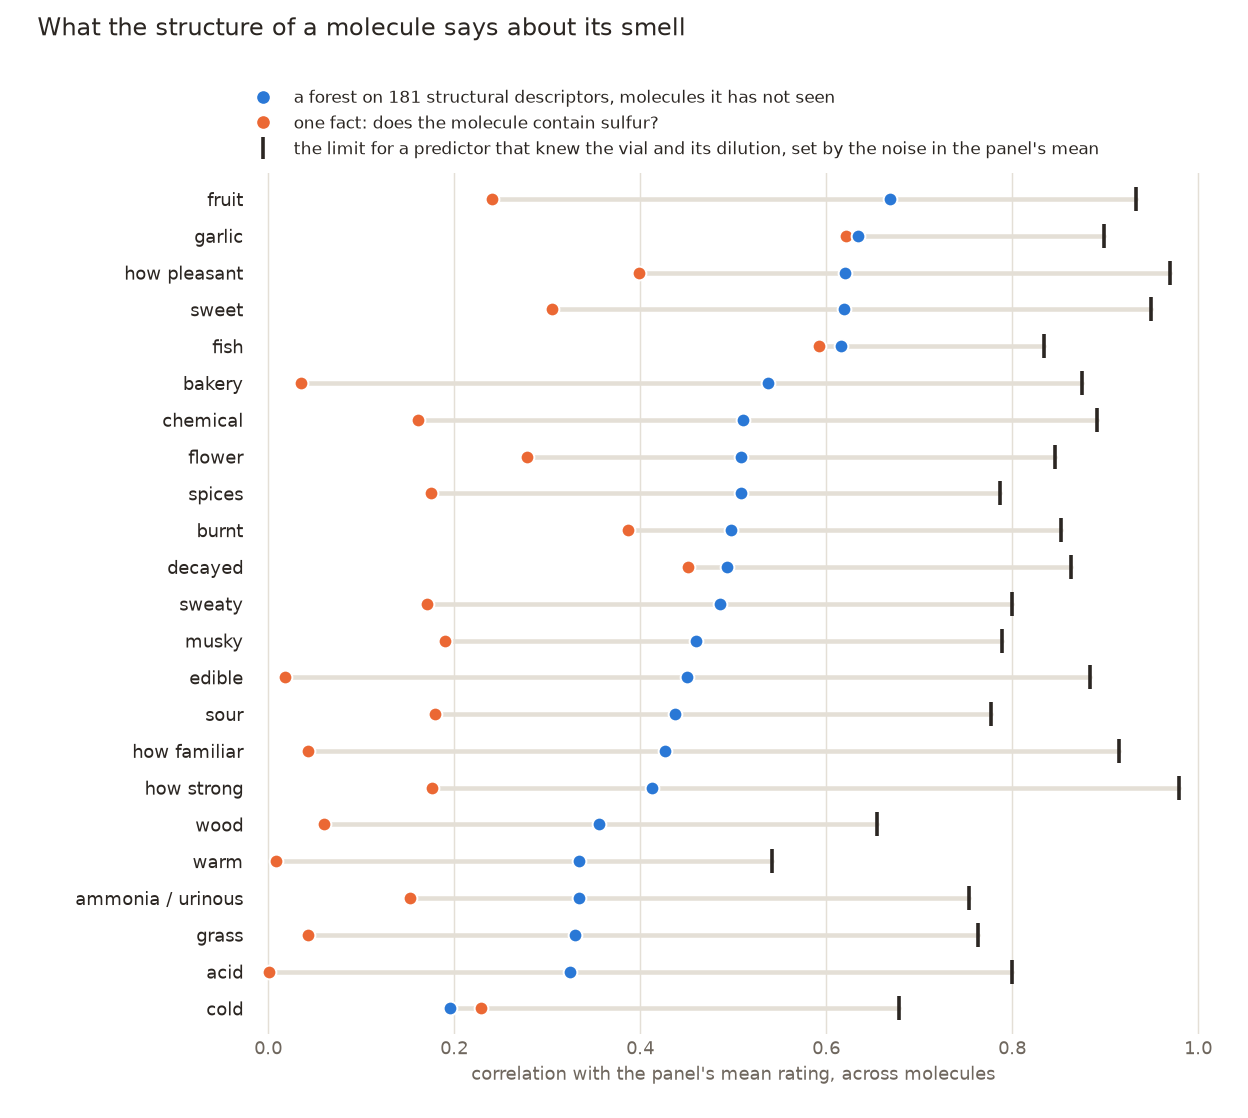 What the structure of a molecule says about its smell
a forest on 181 structural descriptors, molecules it has not seen
one fact: does the molecule contain sulfur?
the limit for a predictor that knew the vial and its dilution, set by the noise in the panel's mean
fruit
garlic
how pleasant
sweet
fish
bakery
chemical
flower
spices
burnt
decayed
sweaty
musky
edible
sour
how familiar
how strong
wood
warm
ammonia / urinous
grass
acid
cold
0.0 0.2 0.4 0.6 0.8 1.0
correlation with the panel's mean rating, across molecules